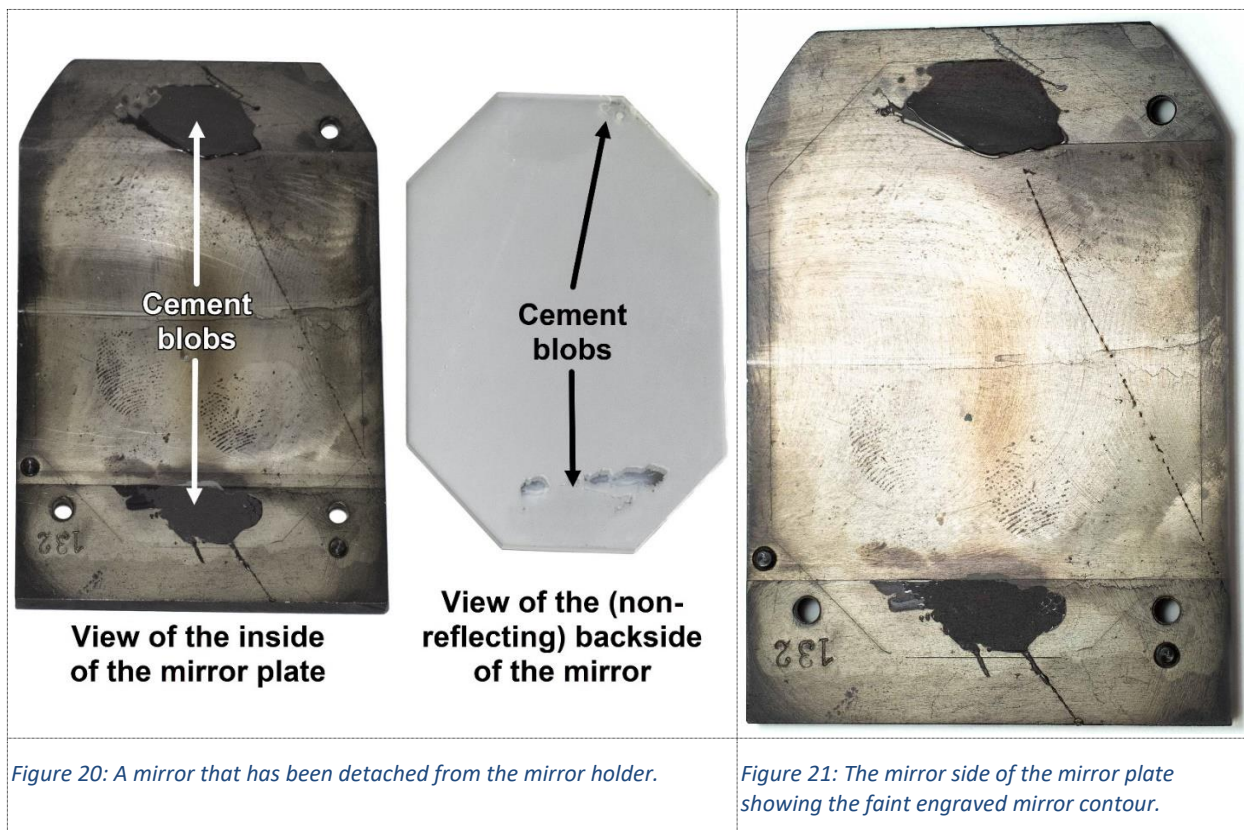 Cement
blobs
Cement
blobs
132
View of the inside
of the mirror plate
View of the (non-
reflecting) backside
of the mirror
132
Figure 20: A mirror that has been detached from the mirror holder.
Figure 21: The mirror side of the mirror plate
showing the faint engraved mirror contour.